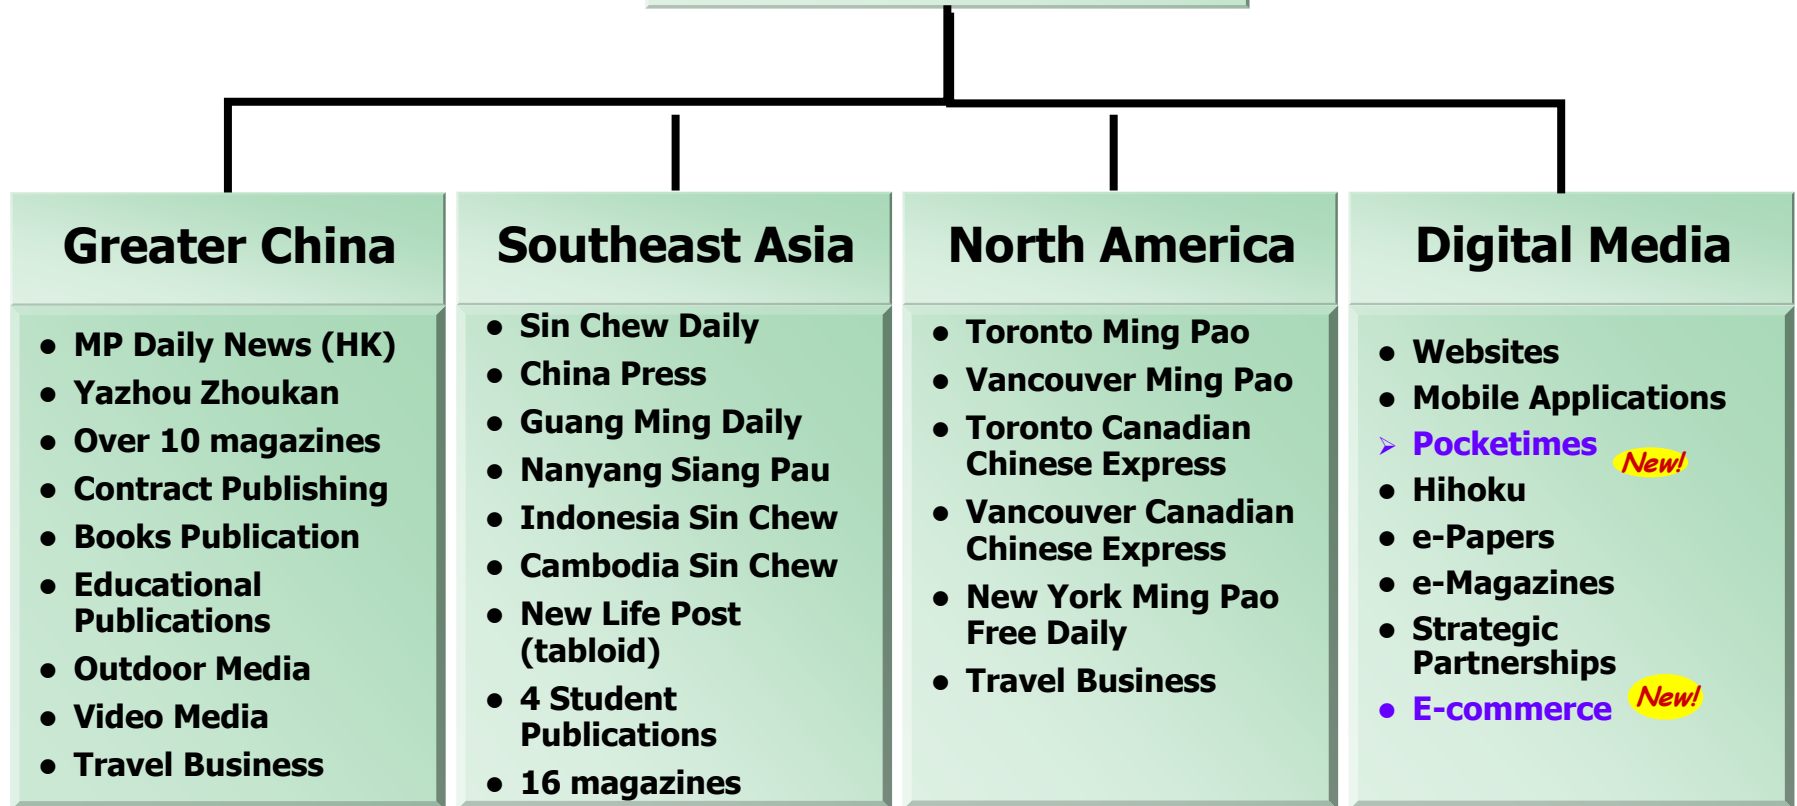 Greater China
● MP Daily News (HK)
● Yazhou Zhoukan
● Over 10 magazines
● Contract Publishing
● Books Publication
● Educational
Publications
● Outdoor Media
● Video Media
● Travel Business
Southeast Asia
● Sin Chew Daily
● China Press
● Guang Ming Daily
● Nanyang Siang Pau
● Indonesia Sin Chew
● Cambodia Sin Chew
● New Life Post
(tabloid)
● 4 Student
Publications
● 16 magazines
North America
● Toronto Ming Pao
● Vancouver Ming Pao
● Toronto Canadian
Chinese Express
● Vancouver Canadian
Chinese Express
● New York Ming Pao
Free Daily
● Travel Business
Digital Media
● Websites
● Mobile Applications
➢ Pocketimes New!
● Hihoku
● e-Papers
● e-Magazines
● Strategic
Partnerships
● E-commerce New!